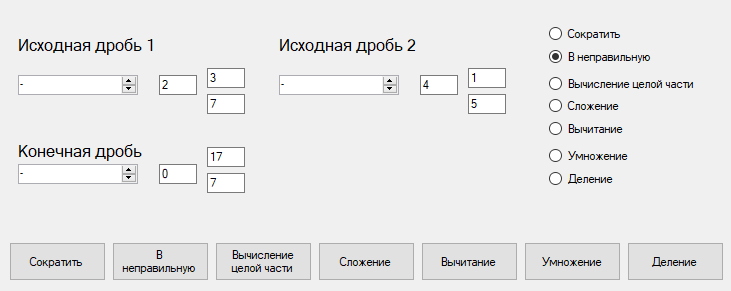 Исходная дробь 1
- 2 3
7
Исходная дробь 2
- 4 1
5
Конечная дробь
- 0 17
7
Сократить
В неправильную
Вычисление целой части
Сложение
Вычитание
Умножение
Деление
Сократить
В
неправильную
Вычисление
целой части
Сложение
Вычитание
Умножение
Деление